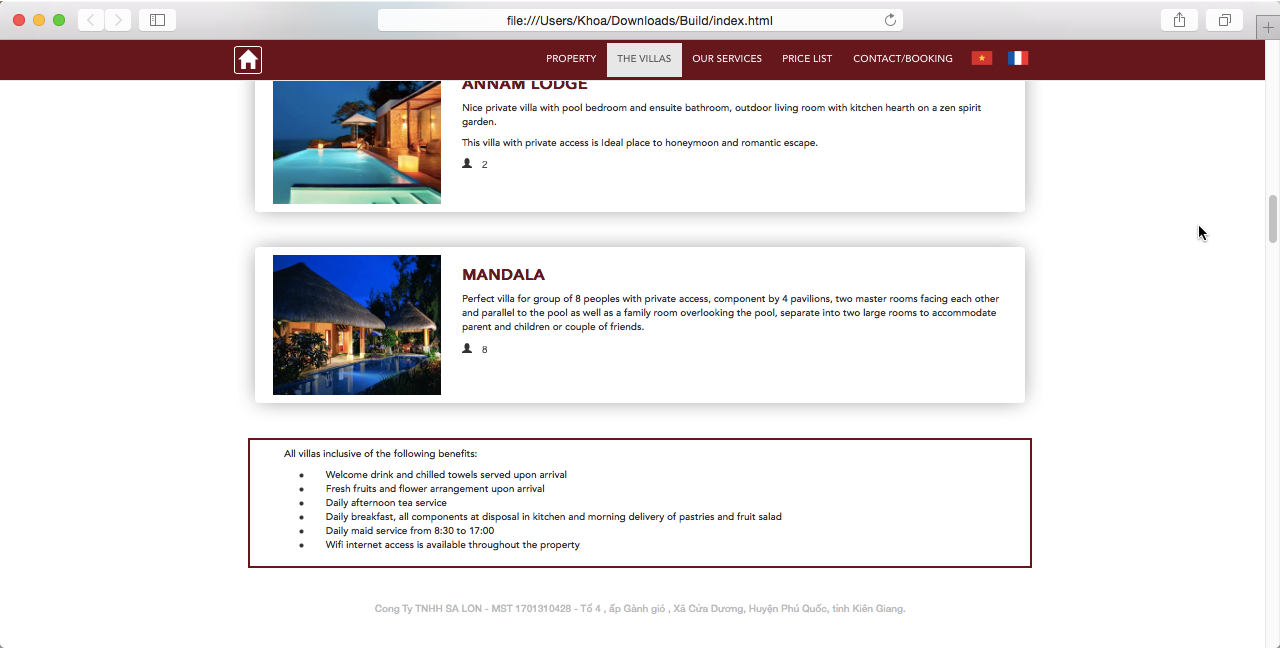 file:///Users/Khoa/Downloads/Build/index.html
PROPERTY THE VILLAS OUR SERVICES PRICE LIST CONTACT/BOOKING
ANNAM LODGE
Nice private villa with pool bedroom and ensuite bathroom, outdoor living room with kitchen hearth on a zen spirit
garden.
This villa with private access is Ideal place to honeymoon and romantic escape.
2
MANDALA
Perfect villa for group of 8 peoples with private access, component by 4 pavilions, two master rooms facing each other
and parallel to the pool as well as a family room overlooking the pool, separate into two large rooms to accommodate
parent and children or couple of friends.
8
All villas inclusive of the following benefits:
• Welcome drink and chilled towels served upon arrival
• Fresh fruits and flower arrangement upon arrival
• Daily afternoon tea service
• Daily breakfast, all components at disposal in kitchen and morning delivery of pastries and fruit salad
• Daily maid service from 8:30 to 17:00
• Wifi internet access is available throughout the property
Cong Ty TNHH SA LON - MST 1701310428 - Tổ 4 , ấp Gành gió , Xã Cửa Dương, Huyện Phú Quốc, tỉnh Kiên Giang.